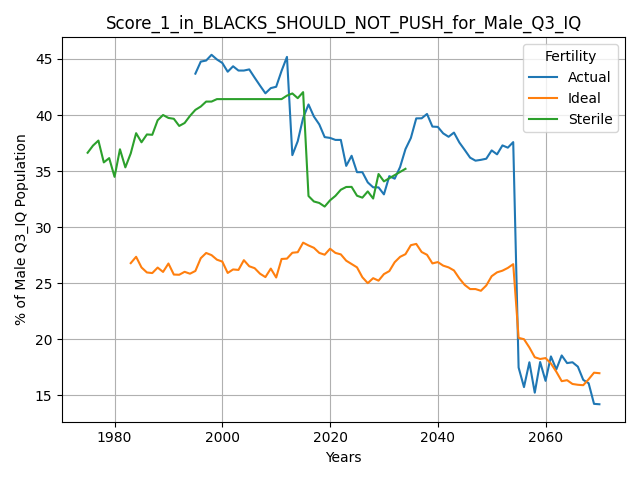 Score_1_in_BLACKS_SHOULD_NOT_PUSH_for_Male_Q3_IQ
Fertility
Actual
Ideal
Sterile
% of Male Q3_IQ Population
45
40
35
30
25
20
15
1980
2000
2020
2040
2060
Years